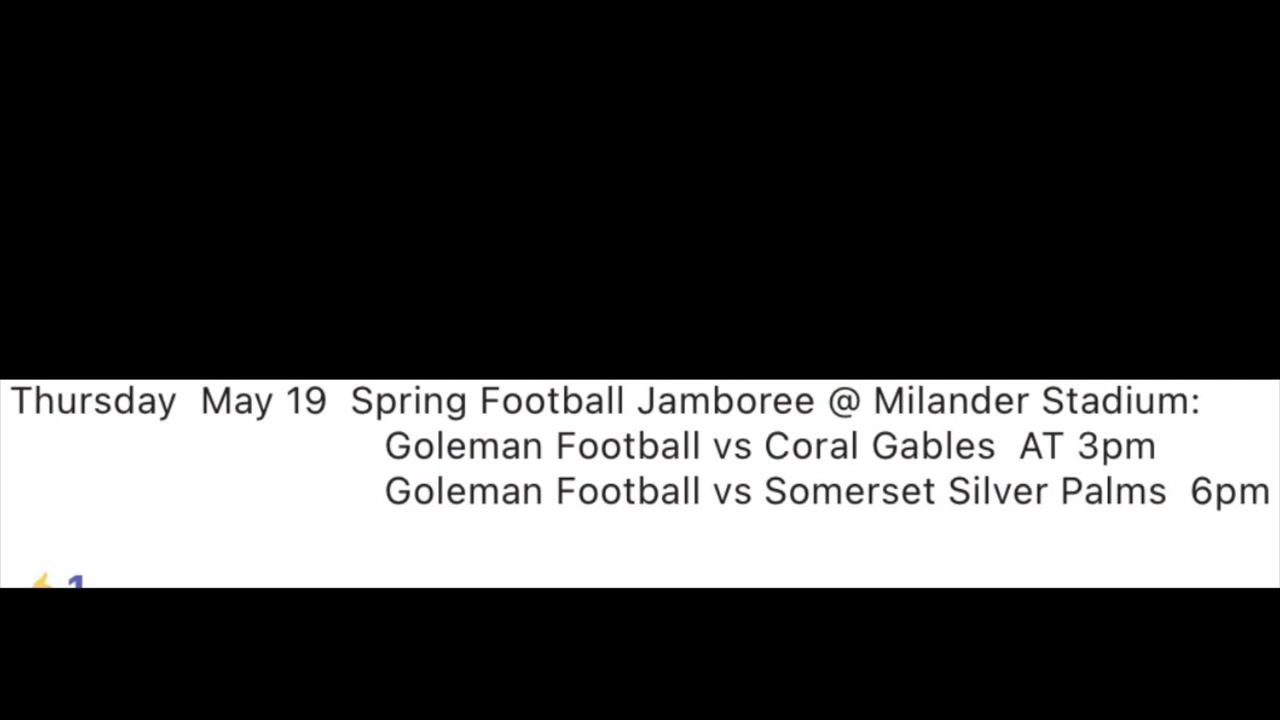 Thursday  May 19  Spring Football Jamboree @ Milander Stadium:
Goleman Football vs Coral Gables  AT 3pm
Goleman Football vs Somerset Silver Palms  6pm
1